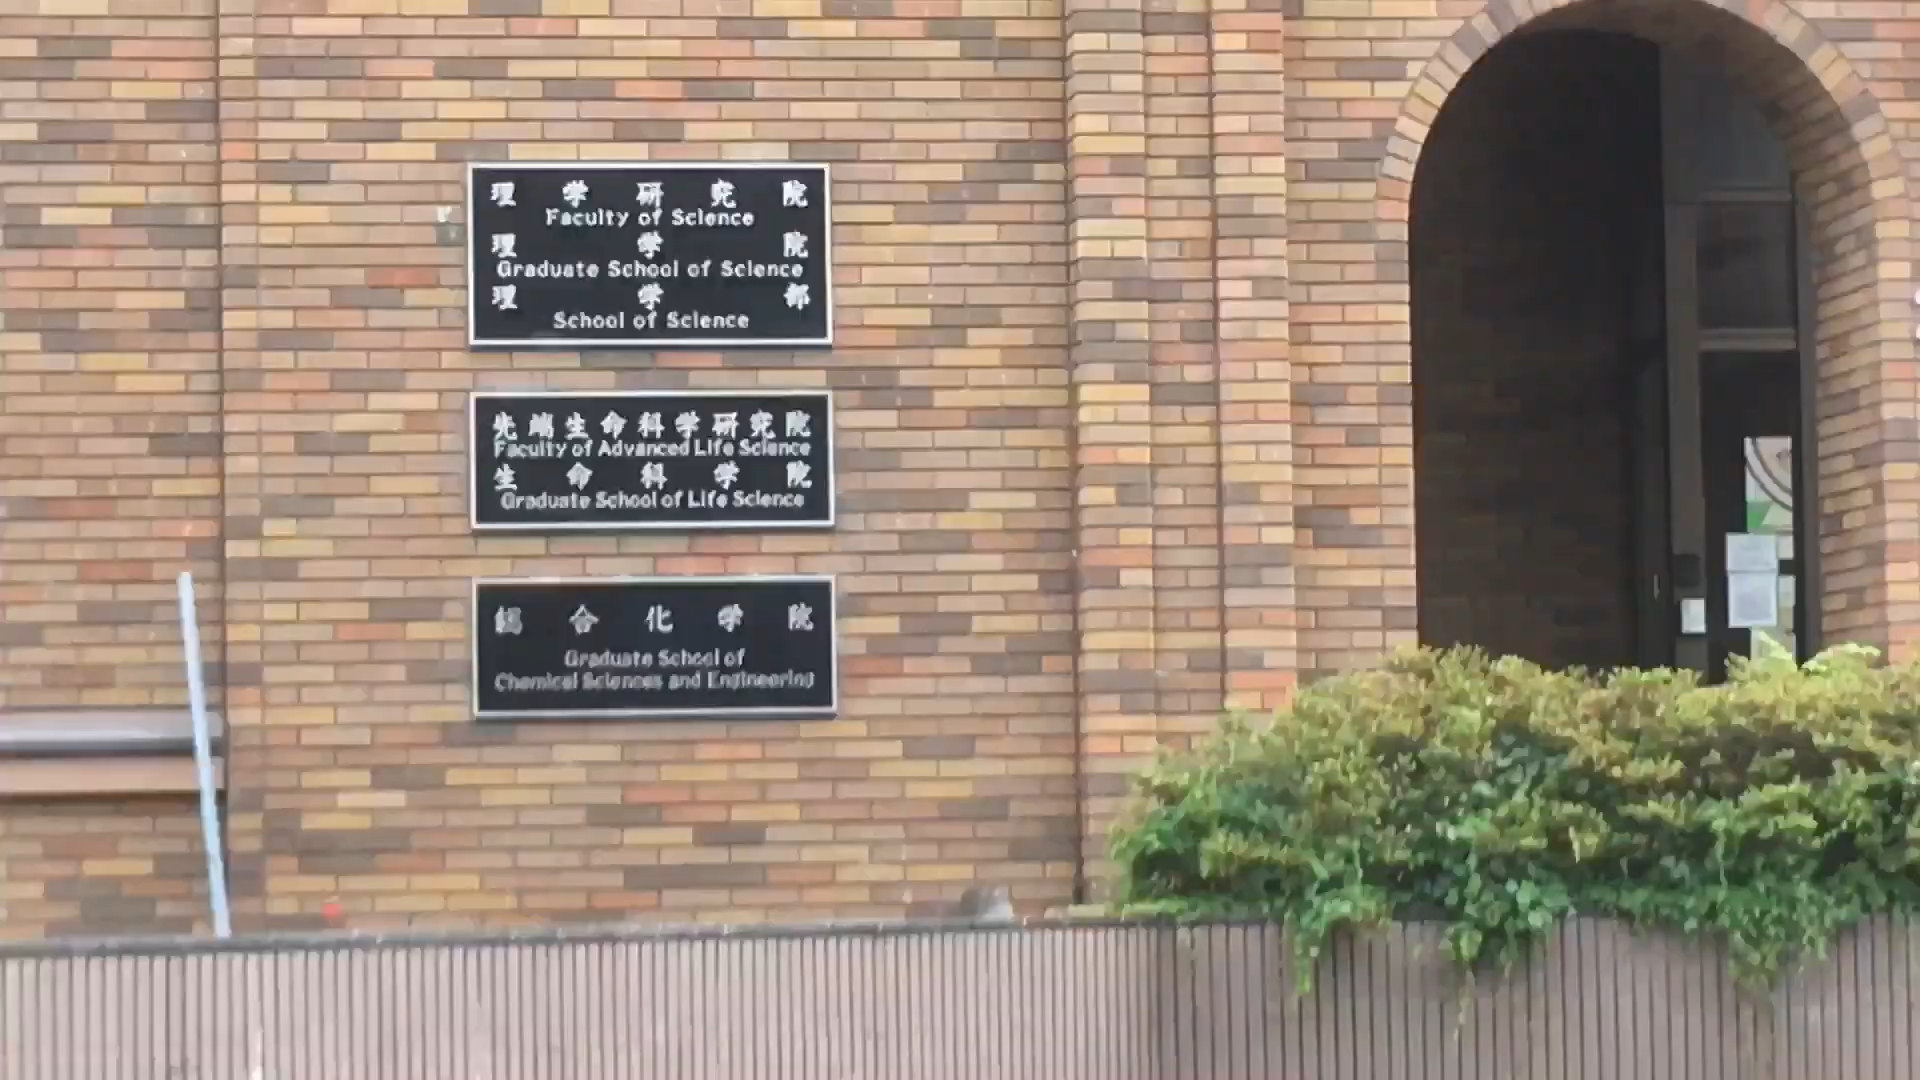 理学研究院
Faculty of Science
理学院
Graduate School of Science
理学部
School of Science
先端生命科学研究院
Faculty of Advanced Life Science
生命科学院
Graduate School of Life Science
総合化学院
Graduate School of
Chemical Sciences and Engineering